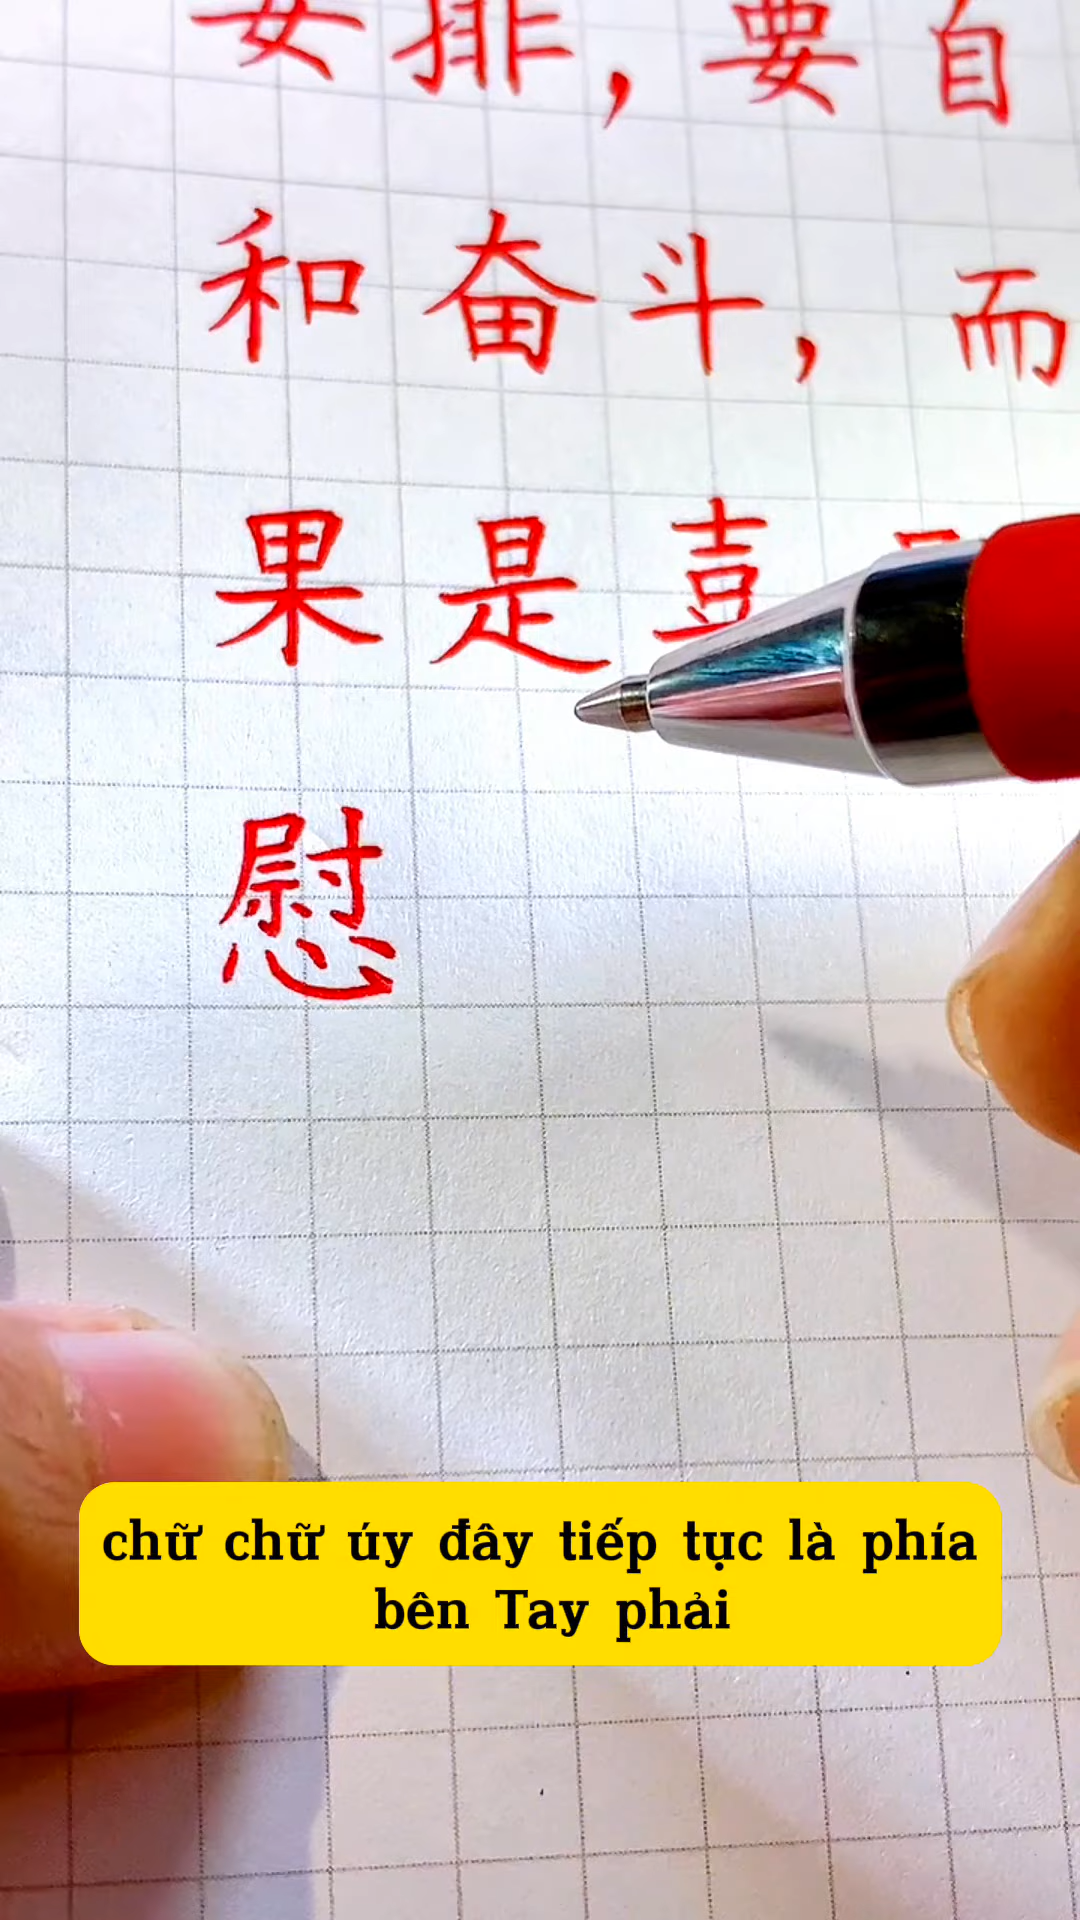 安排，要自
和奋斗，而
果是喜
慰
chữ chữ úy đây tiếp tục là phía
bên Tay phải